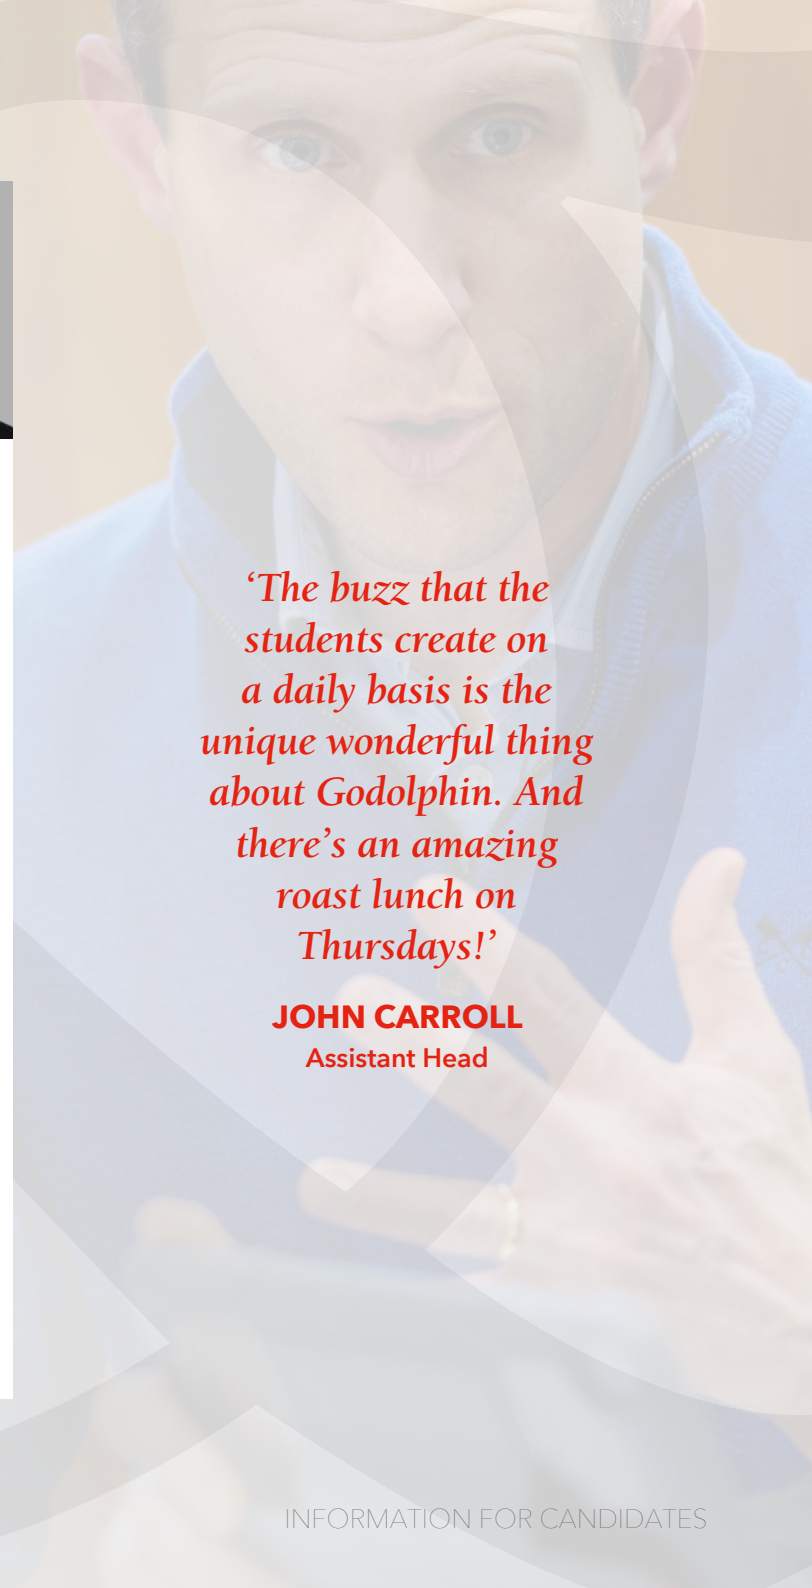 ‘The buzz that the
students create on
a daily basis is the
unique wonderful thing
about Godolphin. And
there’s an amazing
roast lunch on
Thursdays!’
JOHN CARROLL
Assistant Head
INFORMATION FOR CANDIDATES